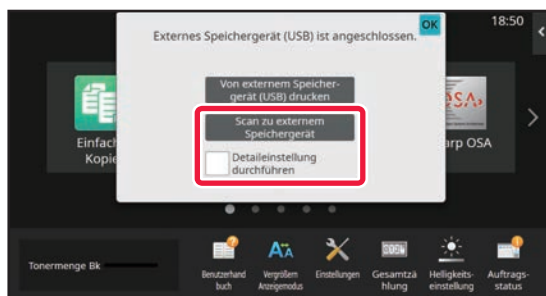 18:50
OK
Externes Speichergerät (USB) ist angeschlossen.
Von externem Speicher-
gerät (USB) drucken
Scan zu externem
Speichergerät
Detaileinstellung
durchführen
Einfach
Kopie
OSA
arp OSA
Tonermenge Bk
Benutzerhand
buch
Vergrößern
Anzeigemodus
Einstellungen
Gesamtzä
hlung
Helligkeits-
einstellung
Auftrags-
status